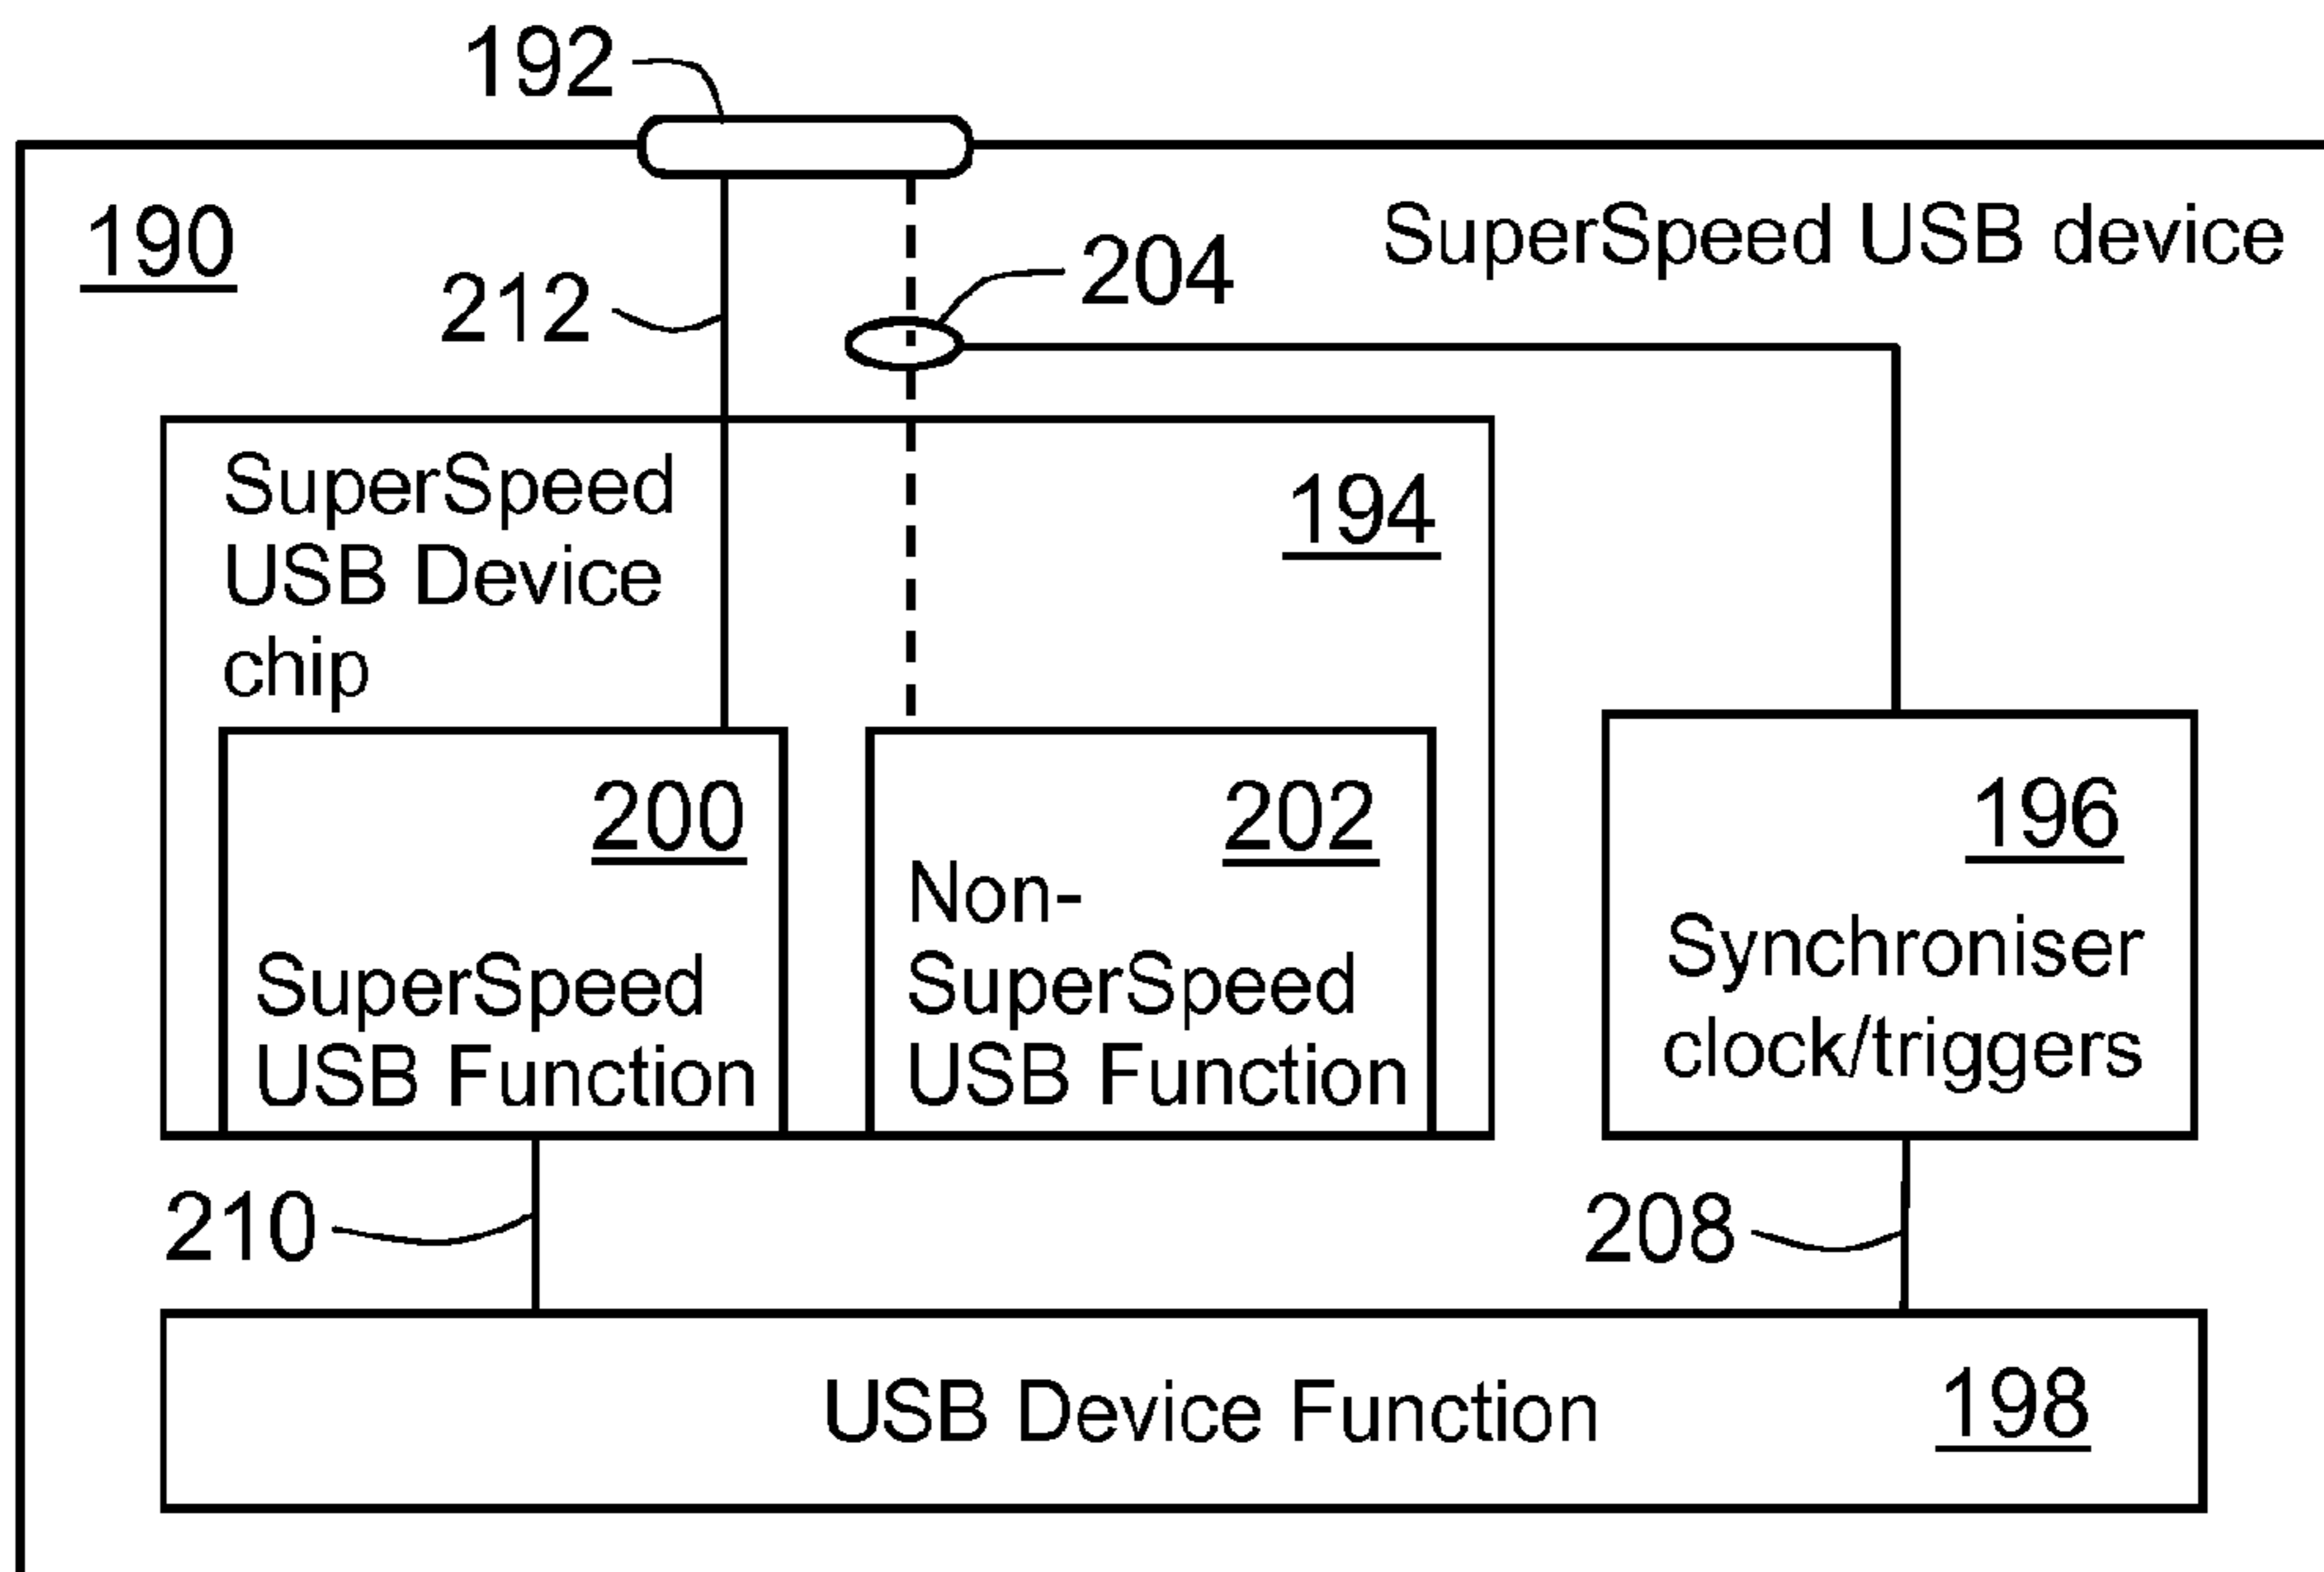 192
190
SuperSpeed USB device
204
212
SuperSpeed
USB Device
chip
194
200
SuperSpeed
USB Function
202
Non-
SuperSpeed
USB Function
196
Synchroniser
clock/triggers
210
208
USB Device Function
198